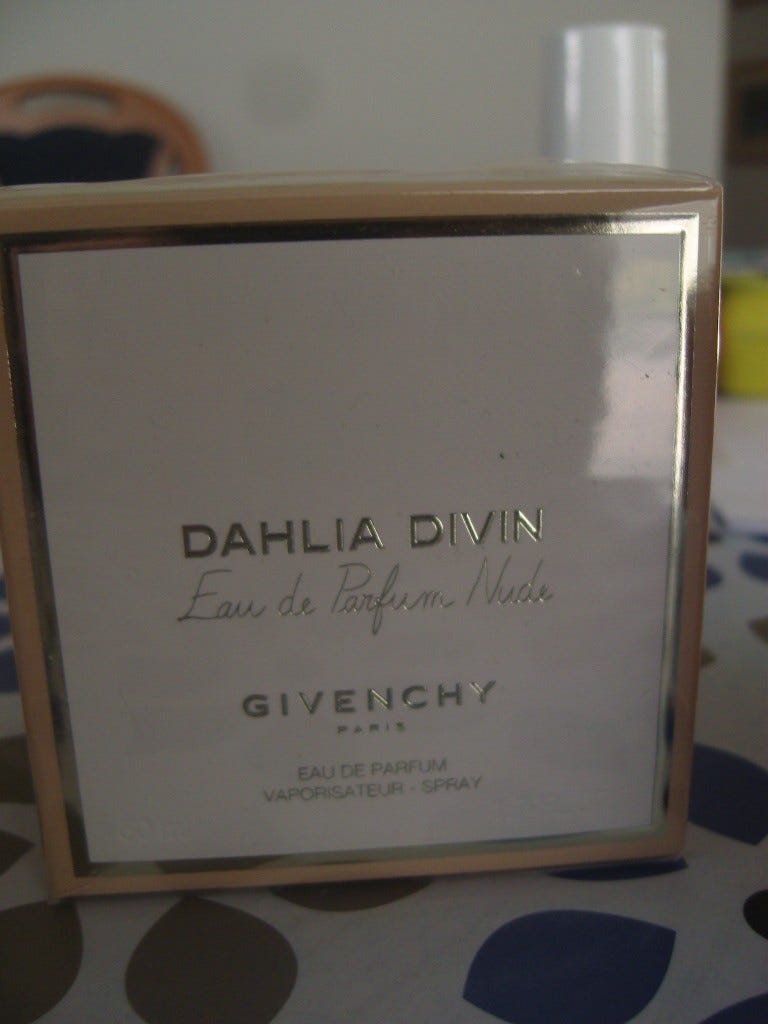 DAHLIA DIVIN
Eau de Parfum Nude
GIVENCHY
PARIS
EAU DE PARFUM
VAPORISATEUR - SPRAY